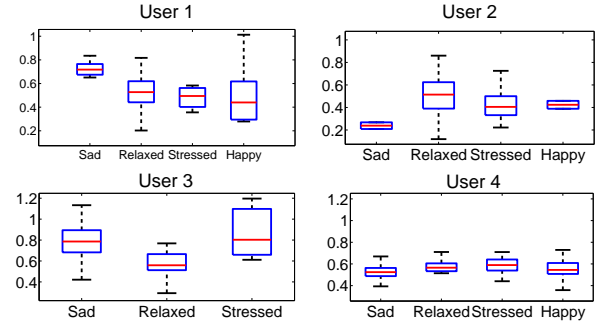 User 1
1
0.8
0.6
0.4
0.2
Sad Relaxed Stressed Happy
User 2
1
0.8
0.6
0.4
0.2
Sad Relaxed Stressed Happy
User 3
1.2
1
0.8
0.6
0.4
Sad Relaxed Stressed
User 4
1.2
1
0.8
0.6
0.4
Sad Relaxed Stressed Happy